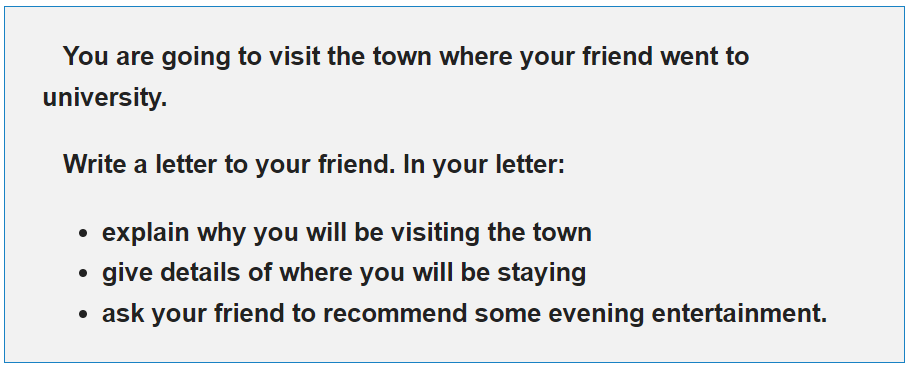 You are going to visit the town where your friend went to
university.
Write a letter to your friend. In your letter:
• explain why you will be visiting the town
• give details of where you will be staying
• ask your friend to recommend some evening entertainment.